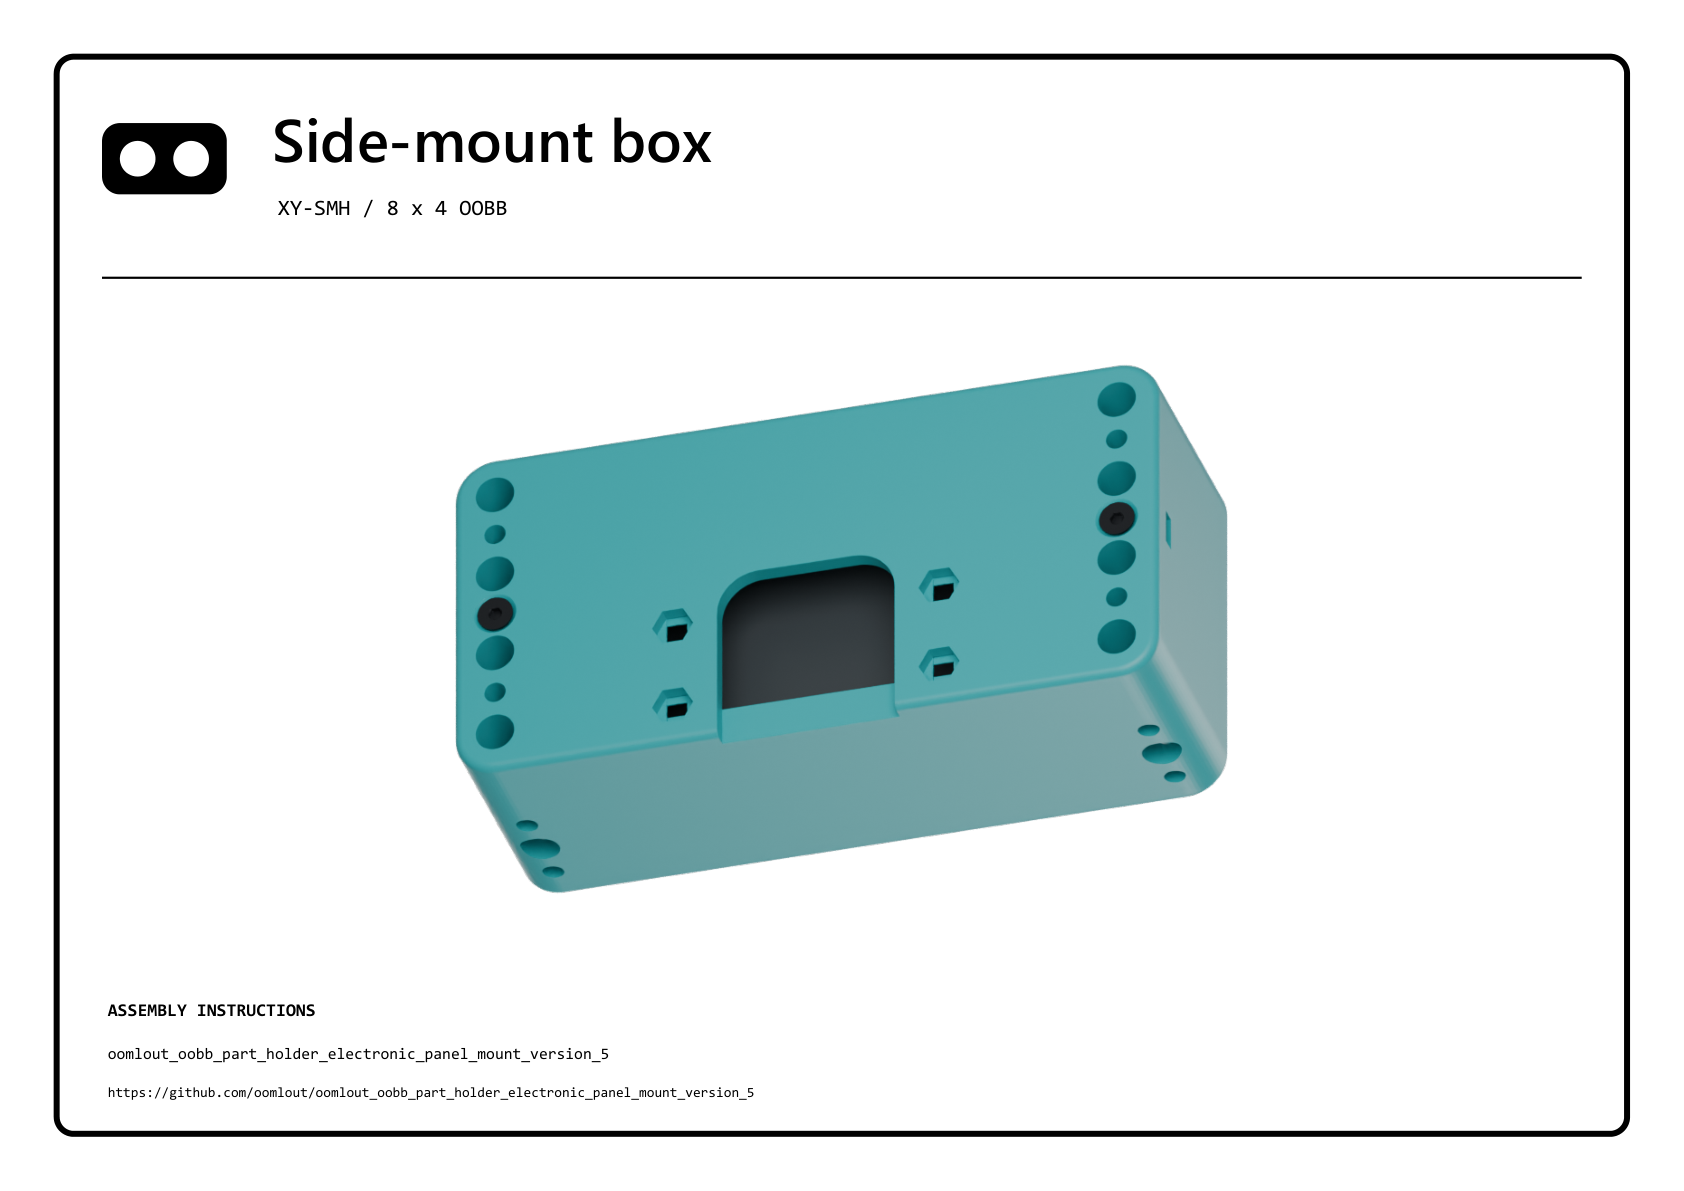 Side-mount box
XY-SMH / 8 x 4 OOBB
ASSEMBLY INSTRUCTIONS
oomlout_oobb_part_holder_electronic_panel_mount_version_5
https://github.com/oomlout/oomlout_oobb_part_holder_electronic_panel_mount_version_5